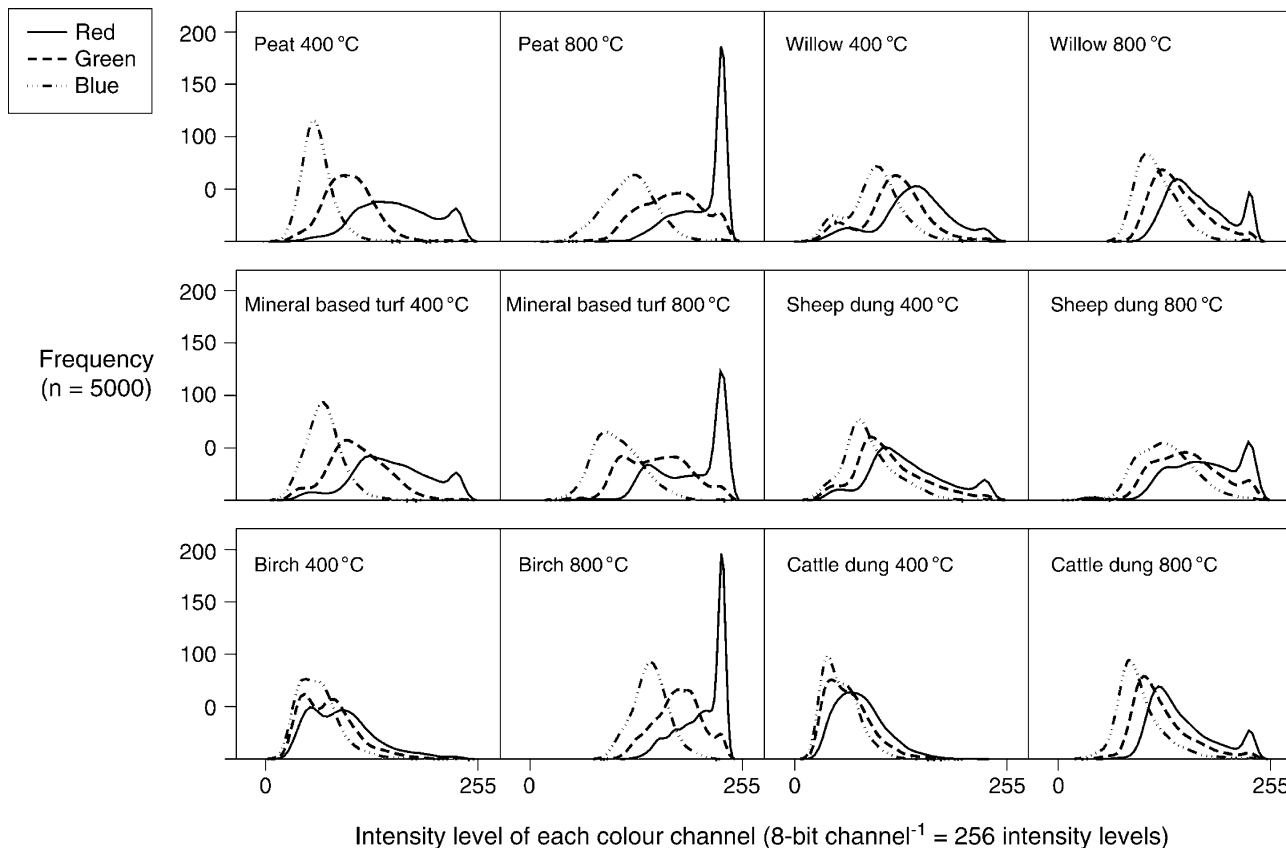 Red
Green
Blue
200
150
100
0
Peat 400 °C
Peat 800 °C
Willow 400 °C
Willow 800 °C
200
150
100
0
Mineral based turf 400 °C
Mineral based turf 800 °C
Sheep dung 400 °C
Sheep dung 800 °C
Frequency
(n = 5000)
200
150
100
0
Birch 400 °C
Birch 800 °C
Cattle dung 400 °C
Cattle dung 800 °C
0 255 0 255 0 255 0 255
Intensity level of each colour channel (8-bit channel⁻¹ = 256 intensity levels)